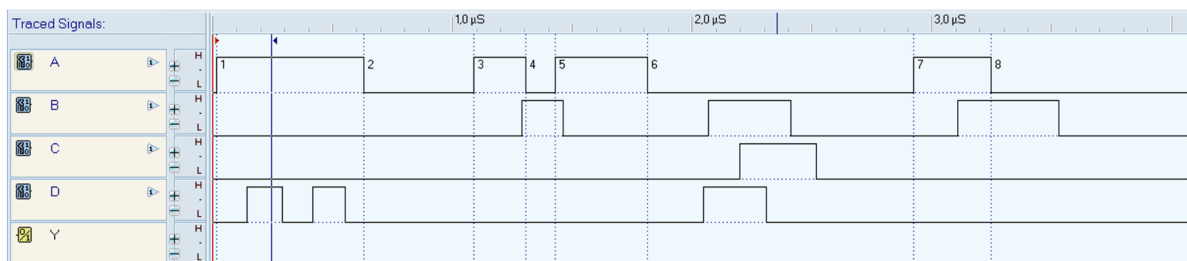 Traced Signals:
1,0 µS 2,0 µS 3,0 µS
A H - L 1 2 3 4 5 6 7 8
B H - L
C H - L
D H - L
Y H - L